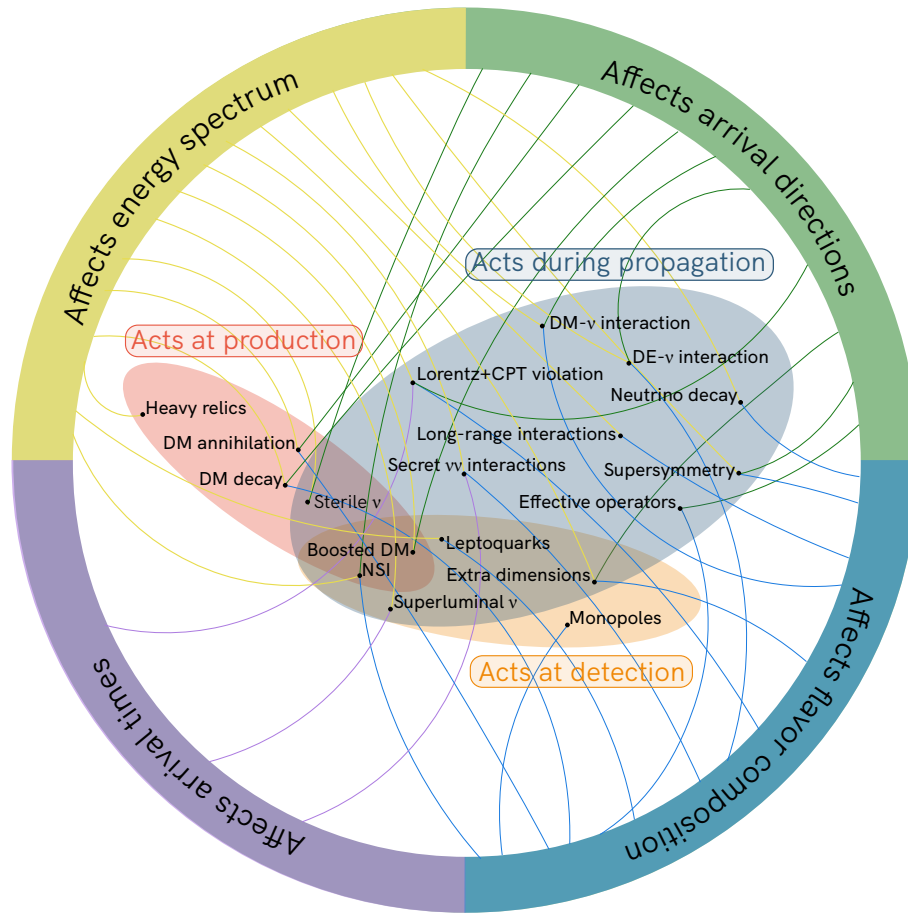 Affects energy spectrum
Affects arrival directions
Acts during propagation
DM-ν interaction
Acts at production
DE-ν interaction
Lorentz+CPT violation
Neutrino decay
Heavy relics
Long-range interactions
DM annihilation
Secret νν interactions
Supersymmetry
DM decay
Sterile ν
Effective operators
Leptoquarks
Boosted DM
NSI
Extra dimensions
Superluminal ν
Monopoles
Acts at detection
Affects arrival times
Affects flavor composition